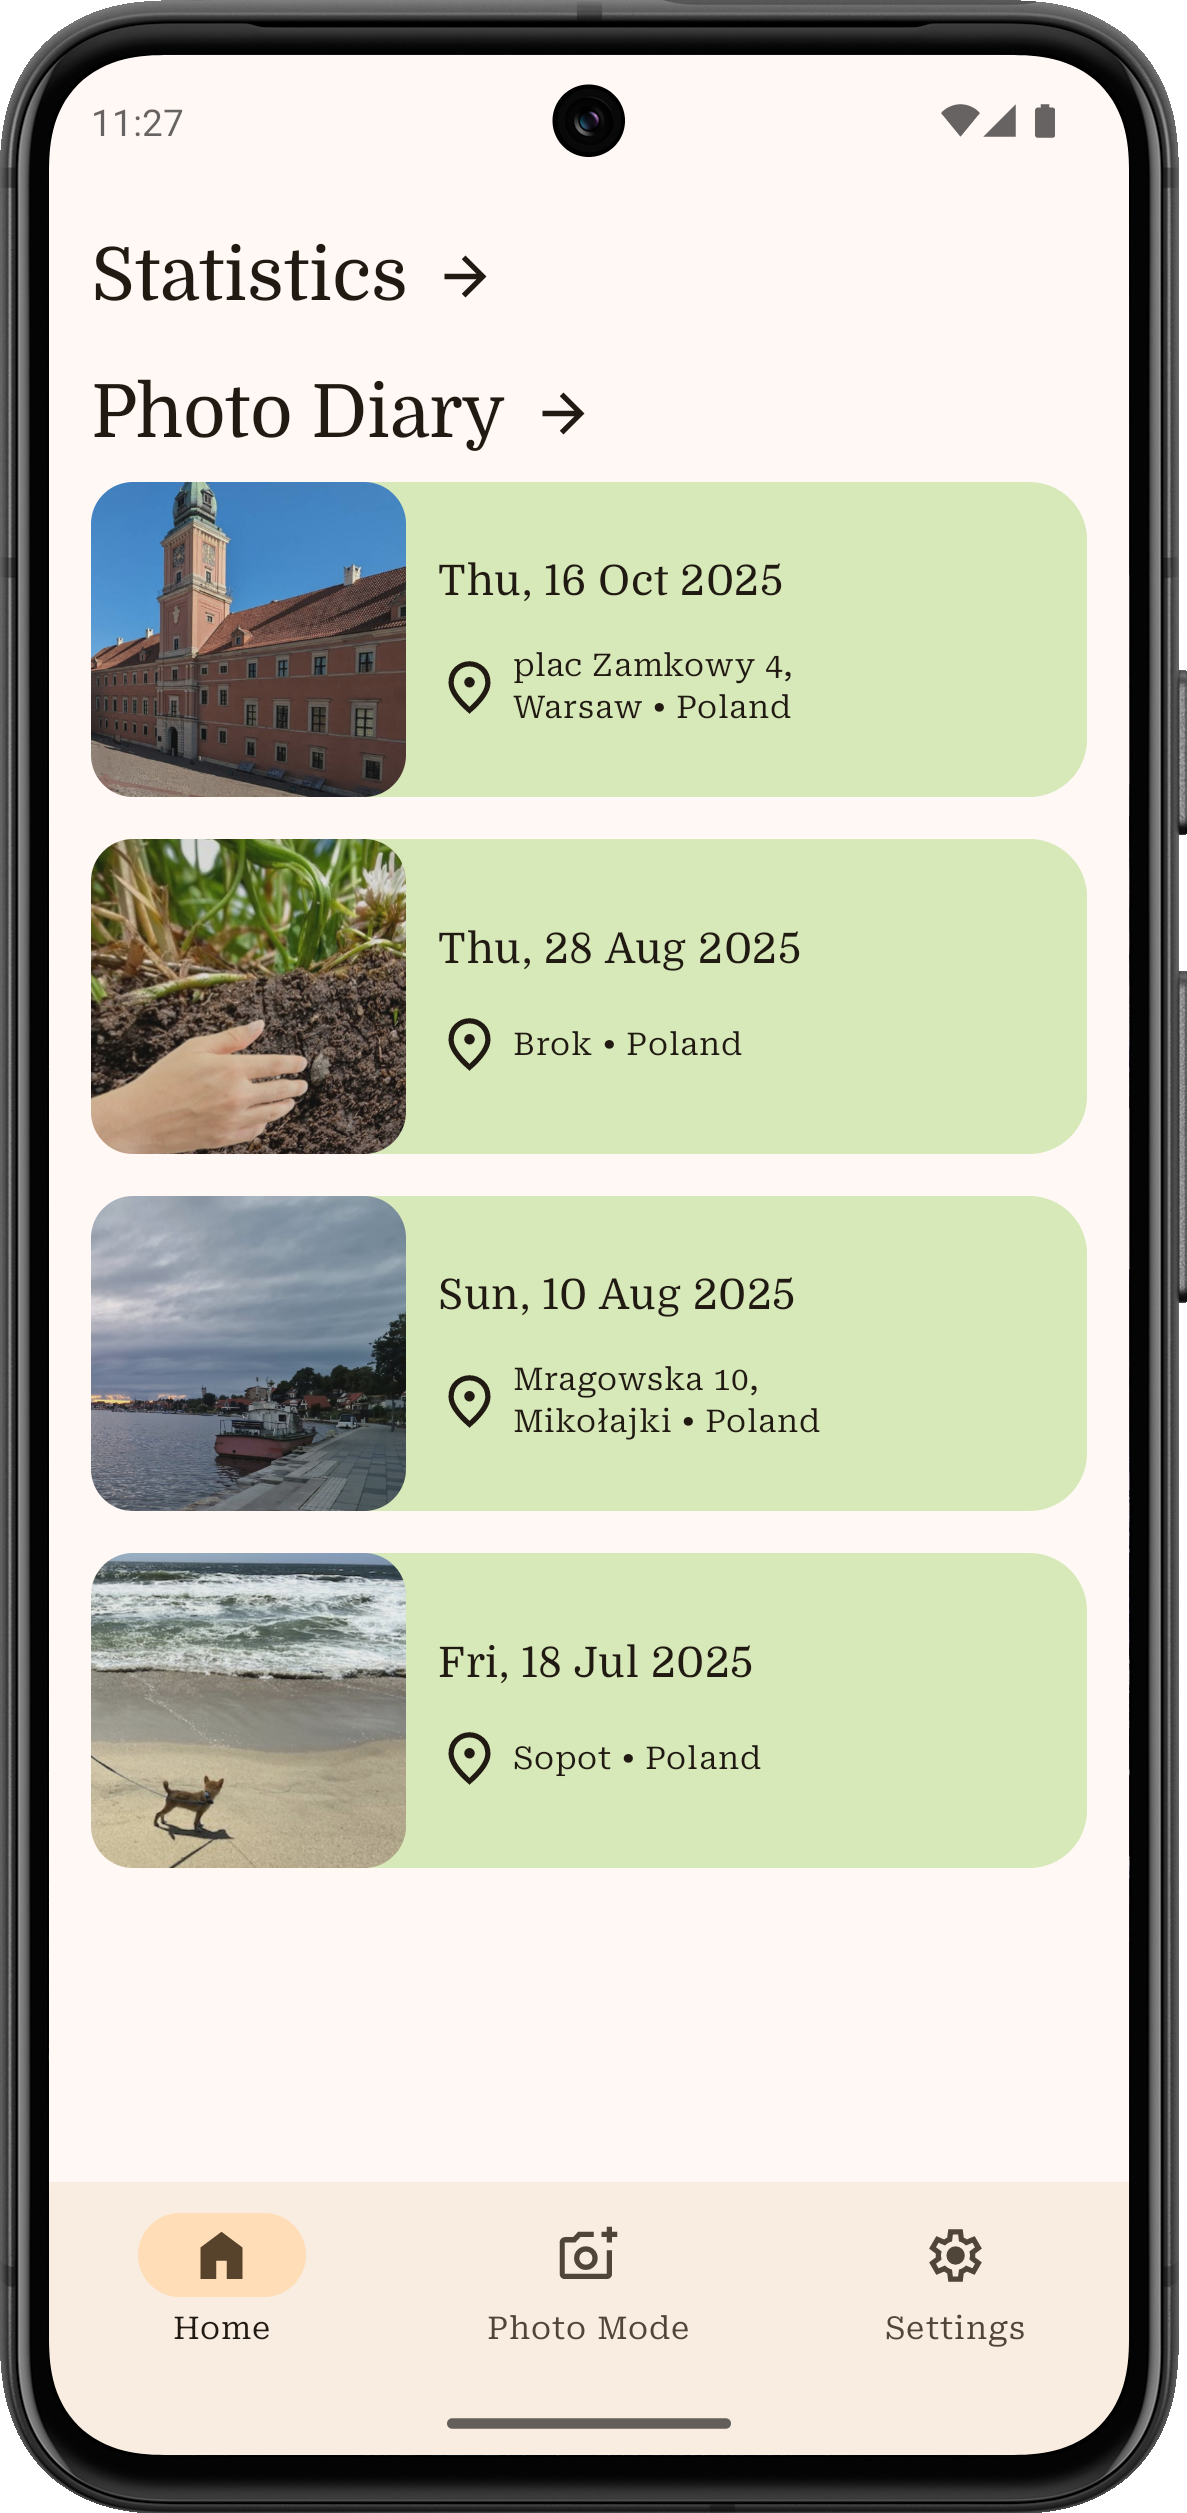 11:27
Statistics
Photo Diary
Thu, 16 Oct 2025
plac Zamkowy 4,
Warsaw • Poland
Thu, 28 Aug 2025
Brok • Poland
Sun, 10 Aug 2025
Mragowska 10,
Mikołajki • Poland
Fri, 18 Jul 2025
Sopot • Poland
Home
Photo Mode
Settings